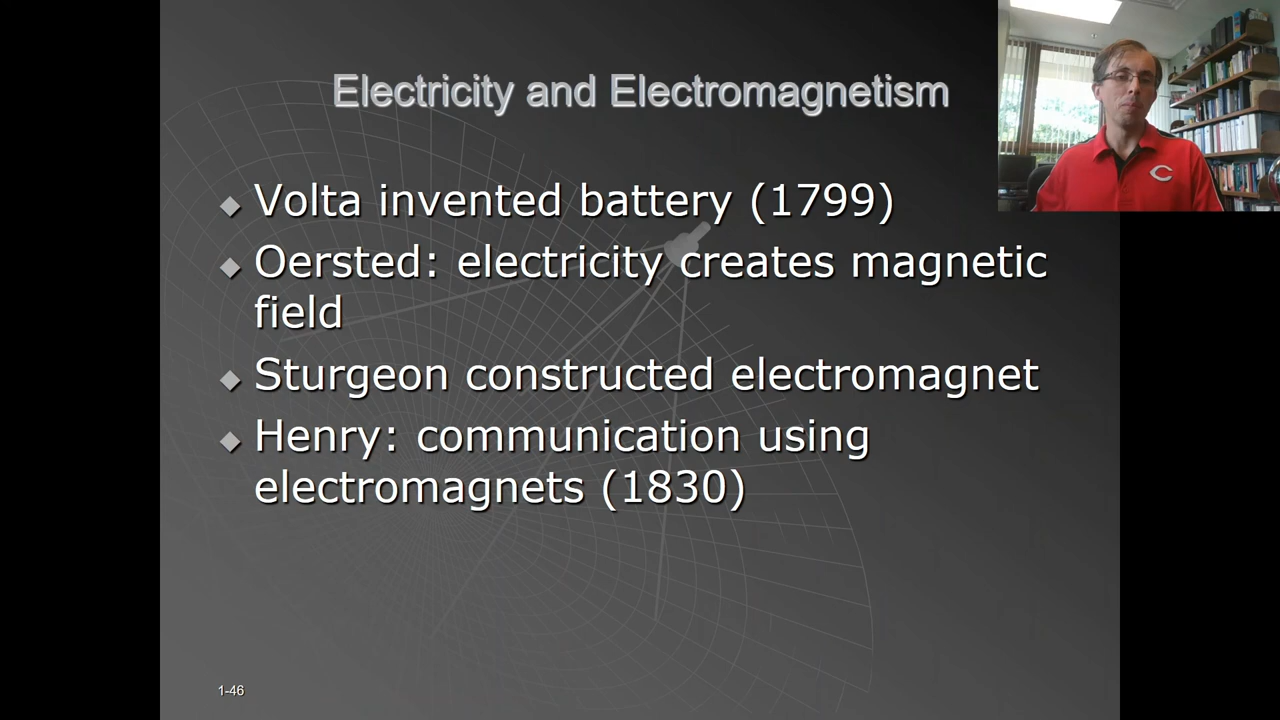 Electricity and Electromagnetism
C
Volta invented battery (1799)
Oersted: electricity creates magnetic
field
Sturgeon constructed electromagnet
Henry: communication using
electromagnets (1830)
1-46